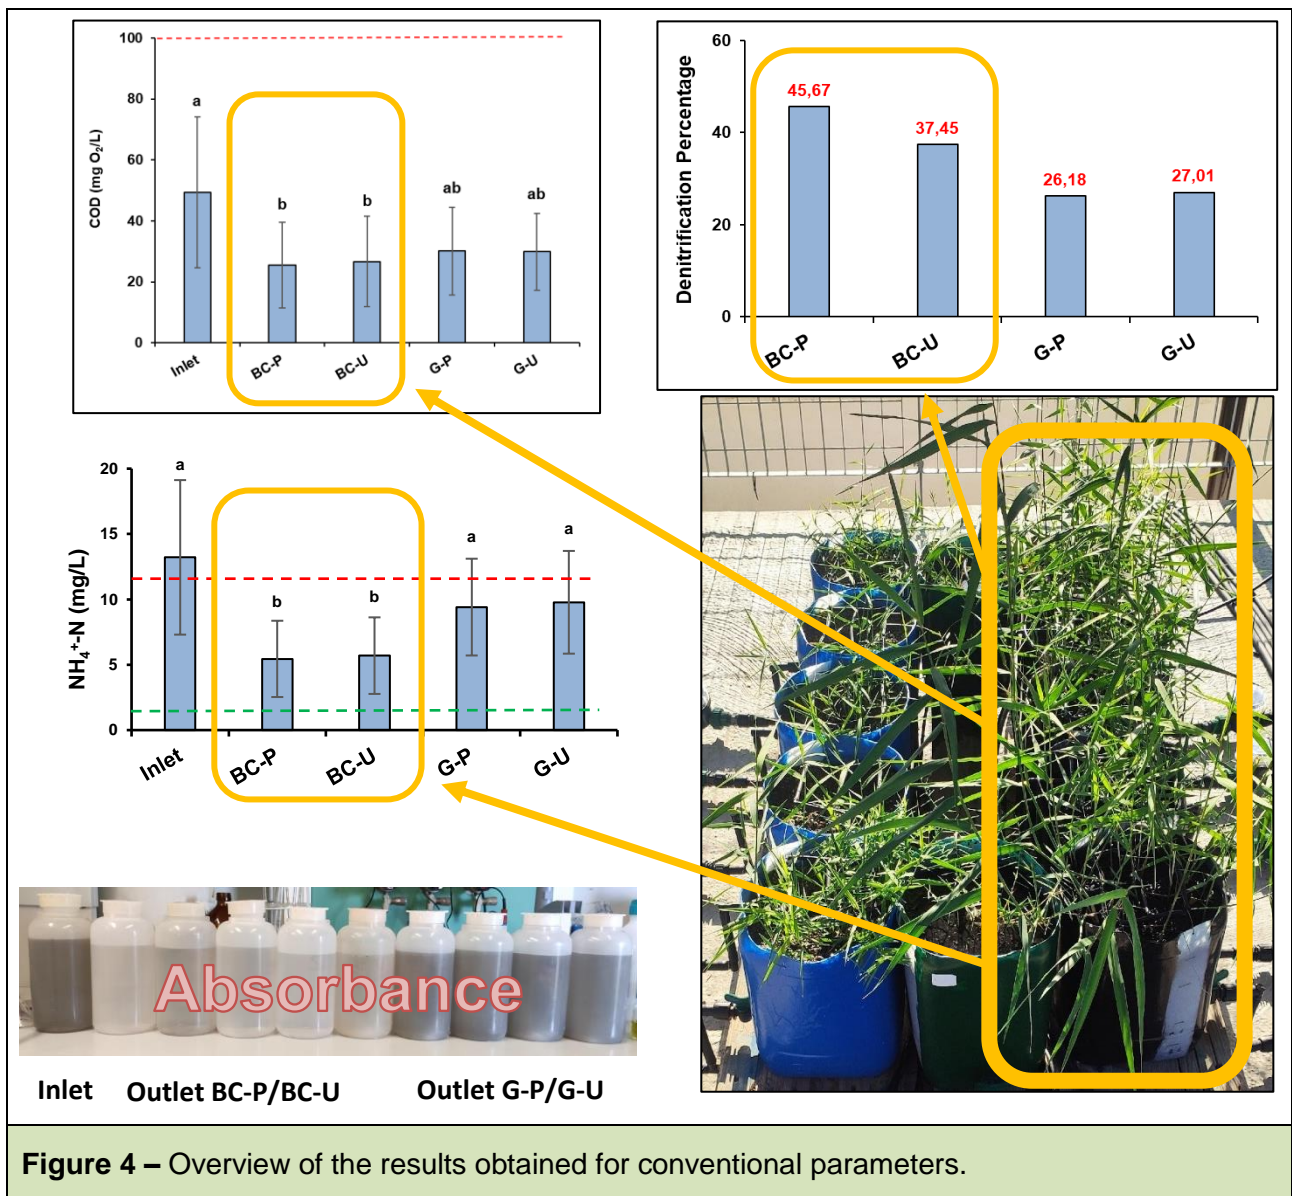 COD (mg O₂/L)
100
80
60
40
20
0
a
b
b
ab
ab
Inlet
BC-P
BC-U
G-P
G-U
Denitrification Percentage
60
40
20
0
45,67
37,45
26,18
27,01
BC-P
BC-U
G-P
G-U
NH₄⁺-N (mg/L)
20
15
10
5
0
a
b
b
a
a
Inlet
BC-P
BC-U
G-P
G-U
Absorbance
Inlet Outlet BC-P/BC-U Outlet G-P/G-U
Figure 4 – Overview of the results obtained for conventional parameters.